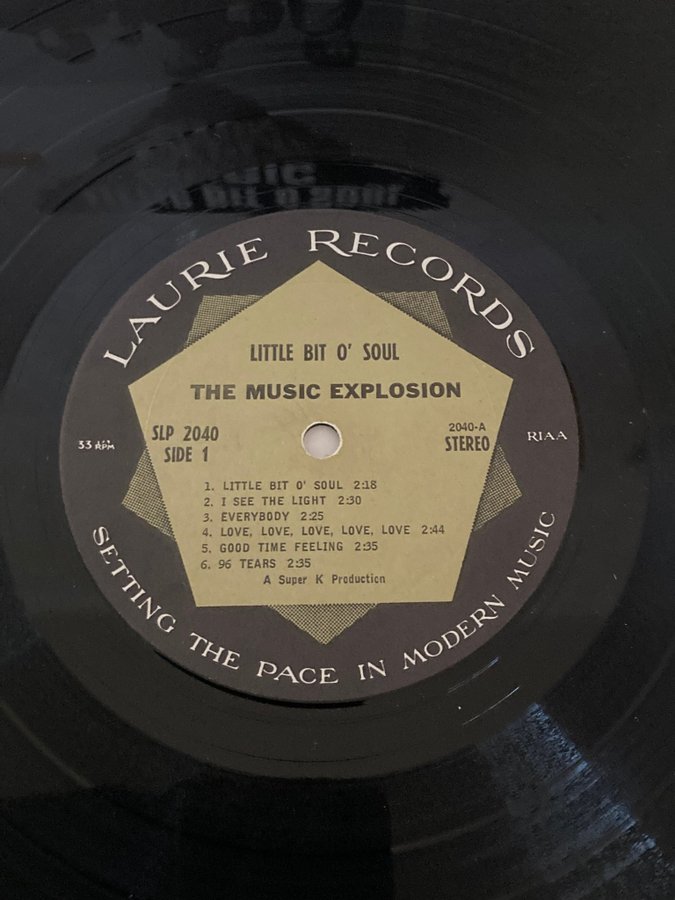 LAURIE RECORDS
LITTLE BIT O' SOUL
THE MUSIC EXPLOSION
SLP 2040
SIDE 1
2040-A
STEREO
33 1/3 RPM
RIAA
1. LITTLE BIT O' SOUL 2:18
2. I SEE THE LIGHT 2:30
3. EVERYBODY 2:25
4. LOVE, LOVE, LOVE, LOVE, LOVE 2:44
5. GOOD TIME FEELING 2:35
6. 96 TEARS 2:35
A Super K Production
SETTING THE PACE IN MODERN MUSIC